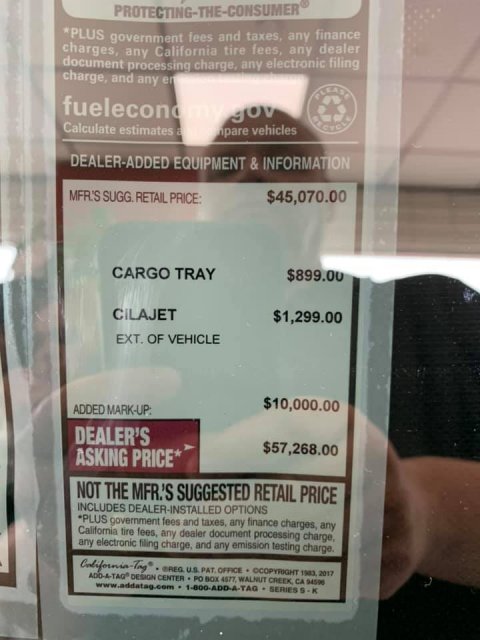 PROTECTING-THE-CONSUMER®
*PLUS government fees and taxes, any finance
charges, any California tire fees, any dealer
document processing charge, any electronic filing
charge, and any emission testing charge.
fueleconomy.gov
Calculate estimates and compare vehicles
PLEASE
RECYCLE
DEALER-ADDED EQUIPMENT & INFORMATION
MFR.'S SUGG. RETAIL PRICE: $45,070.00
CARGO TRAY $899.00
CILAJET $1,299.00
EXT. OF VEHICLE
ADDED MARK-UP: $10,000.00
DEALER'S
ASKING PRICE* $57,268.00
NOT THE MFR.'S SUGGESTED RETAIL PRICE
INCLUDES DEALER-INSTALLED OPTIONS
*PLUS government fees and taxes, any finance charges, any
California tire fees, any dealer document processing charge,
any electronic filing charge, and any emission testing charge.
California-Tag® • ®REG. U.S. PAT. OFFICE • ©COPYRIGHT 1983, 2017
ADD-A-TAG® DESIGN CENTER • PO BOX 4577, WALNUT CREEK, CA 94596
www.addatag.com • 1-800-ADD-A-TAG • SERIES S - K